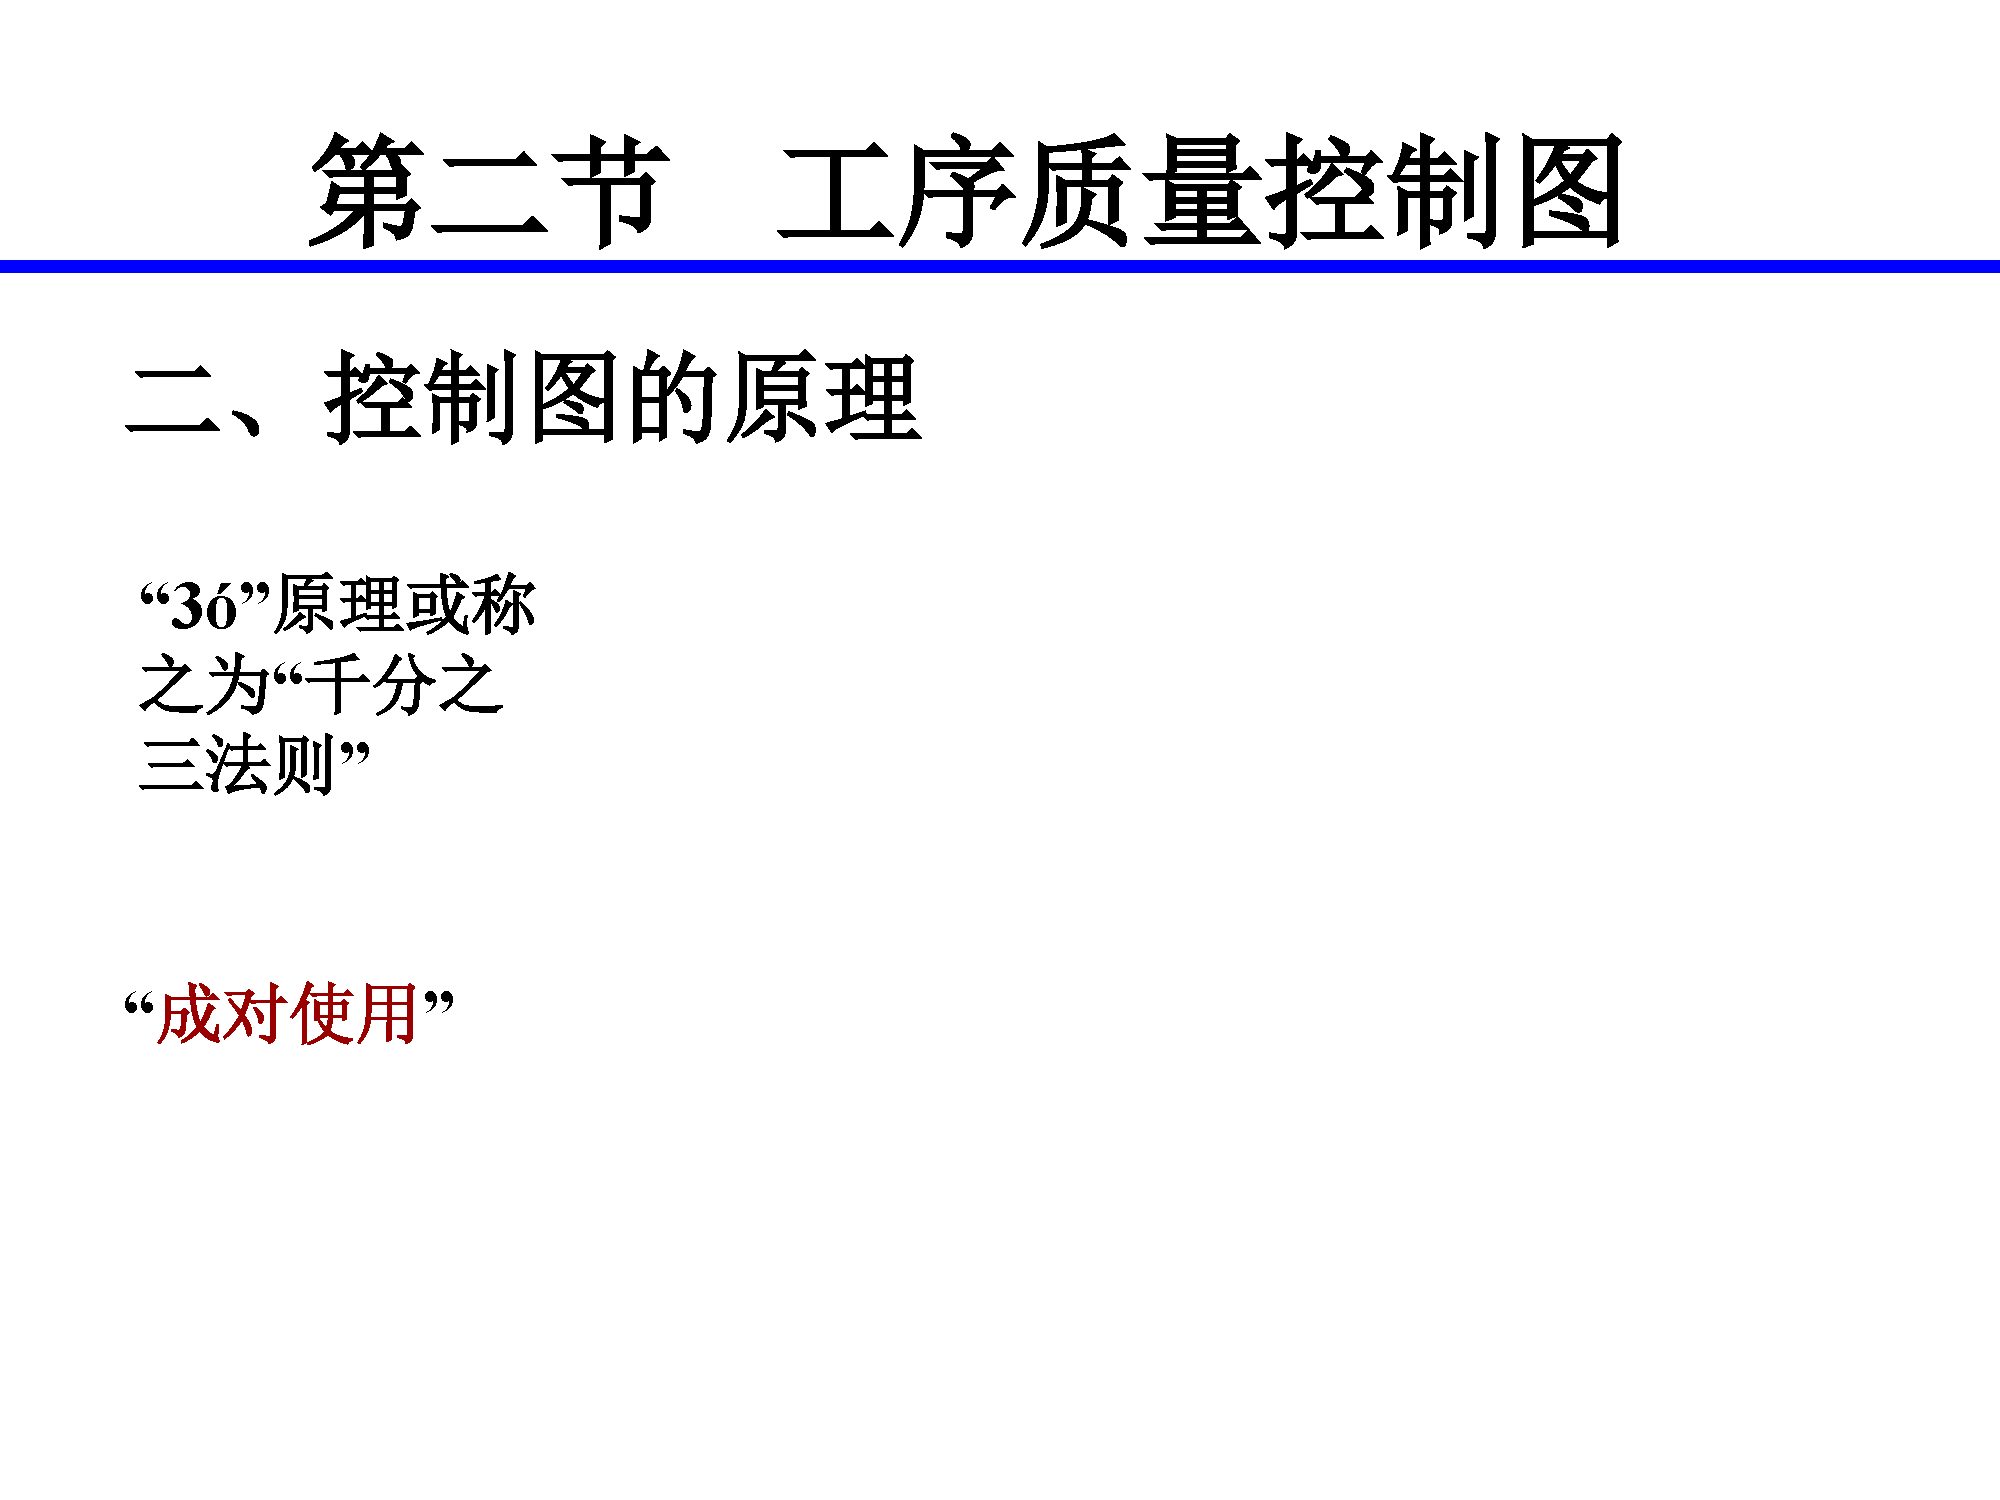 第二节 工序质量控制图
二、控制图的原理
“3ó”原理或称
之为“千分之
三法则”
“成对使用”